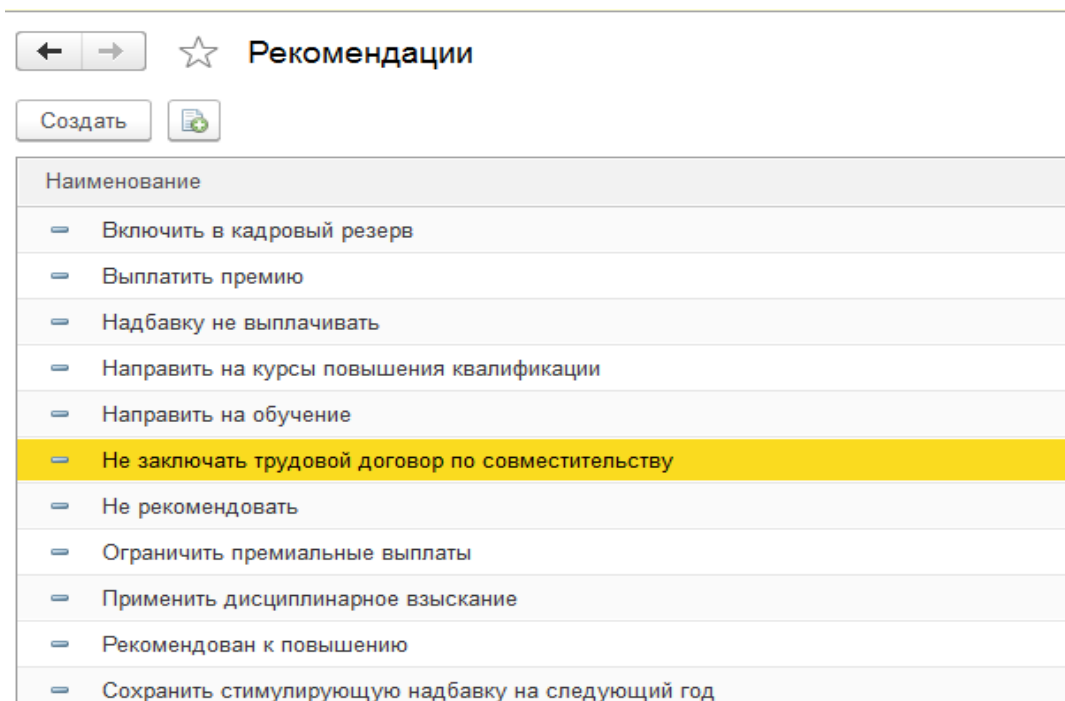 Рекомендации
Создать
Наименование
Включить в кадровый резерв
Выплатить премию
Надбавку не выплачивать
Направить на курсы повышения квалификации
Направить на обучение
Не заключать трудовой договор по совместительству
Не рекомендовать
Ограничить премиальные выплаты
Применить дисциплинарное взыскание
Рекомендован к повышению
Сохранить стимулирующую надбавку на следующий год